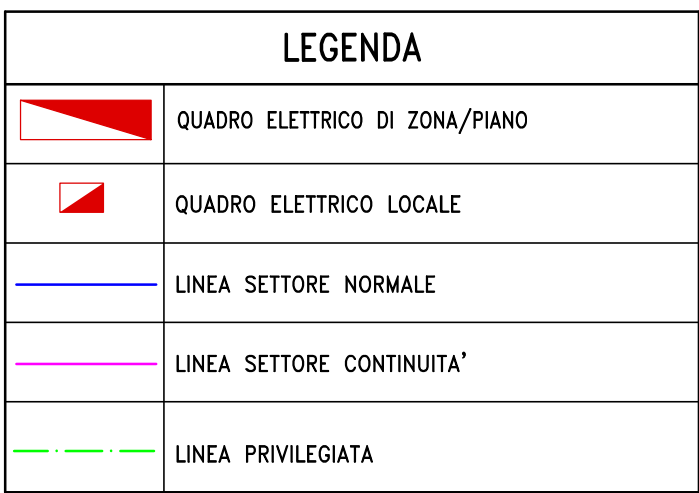 LEGENDA
QUADRO ELETTRICO DI ZONA/PIANO
QUADRO ELETTRICO LOCALE
LINEA SETTORE NORMALE
LINEA SETTORE CONTINUITA'
LINEA PRIVILEGIATA